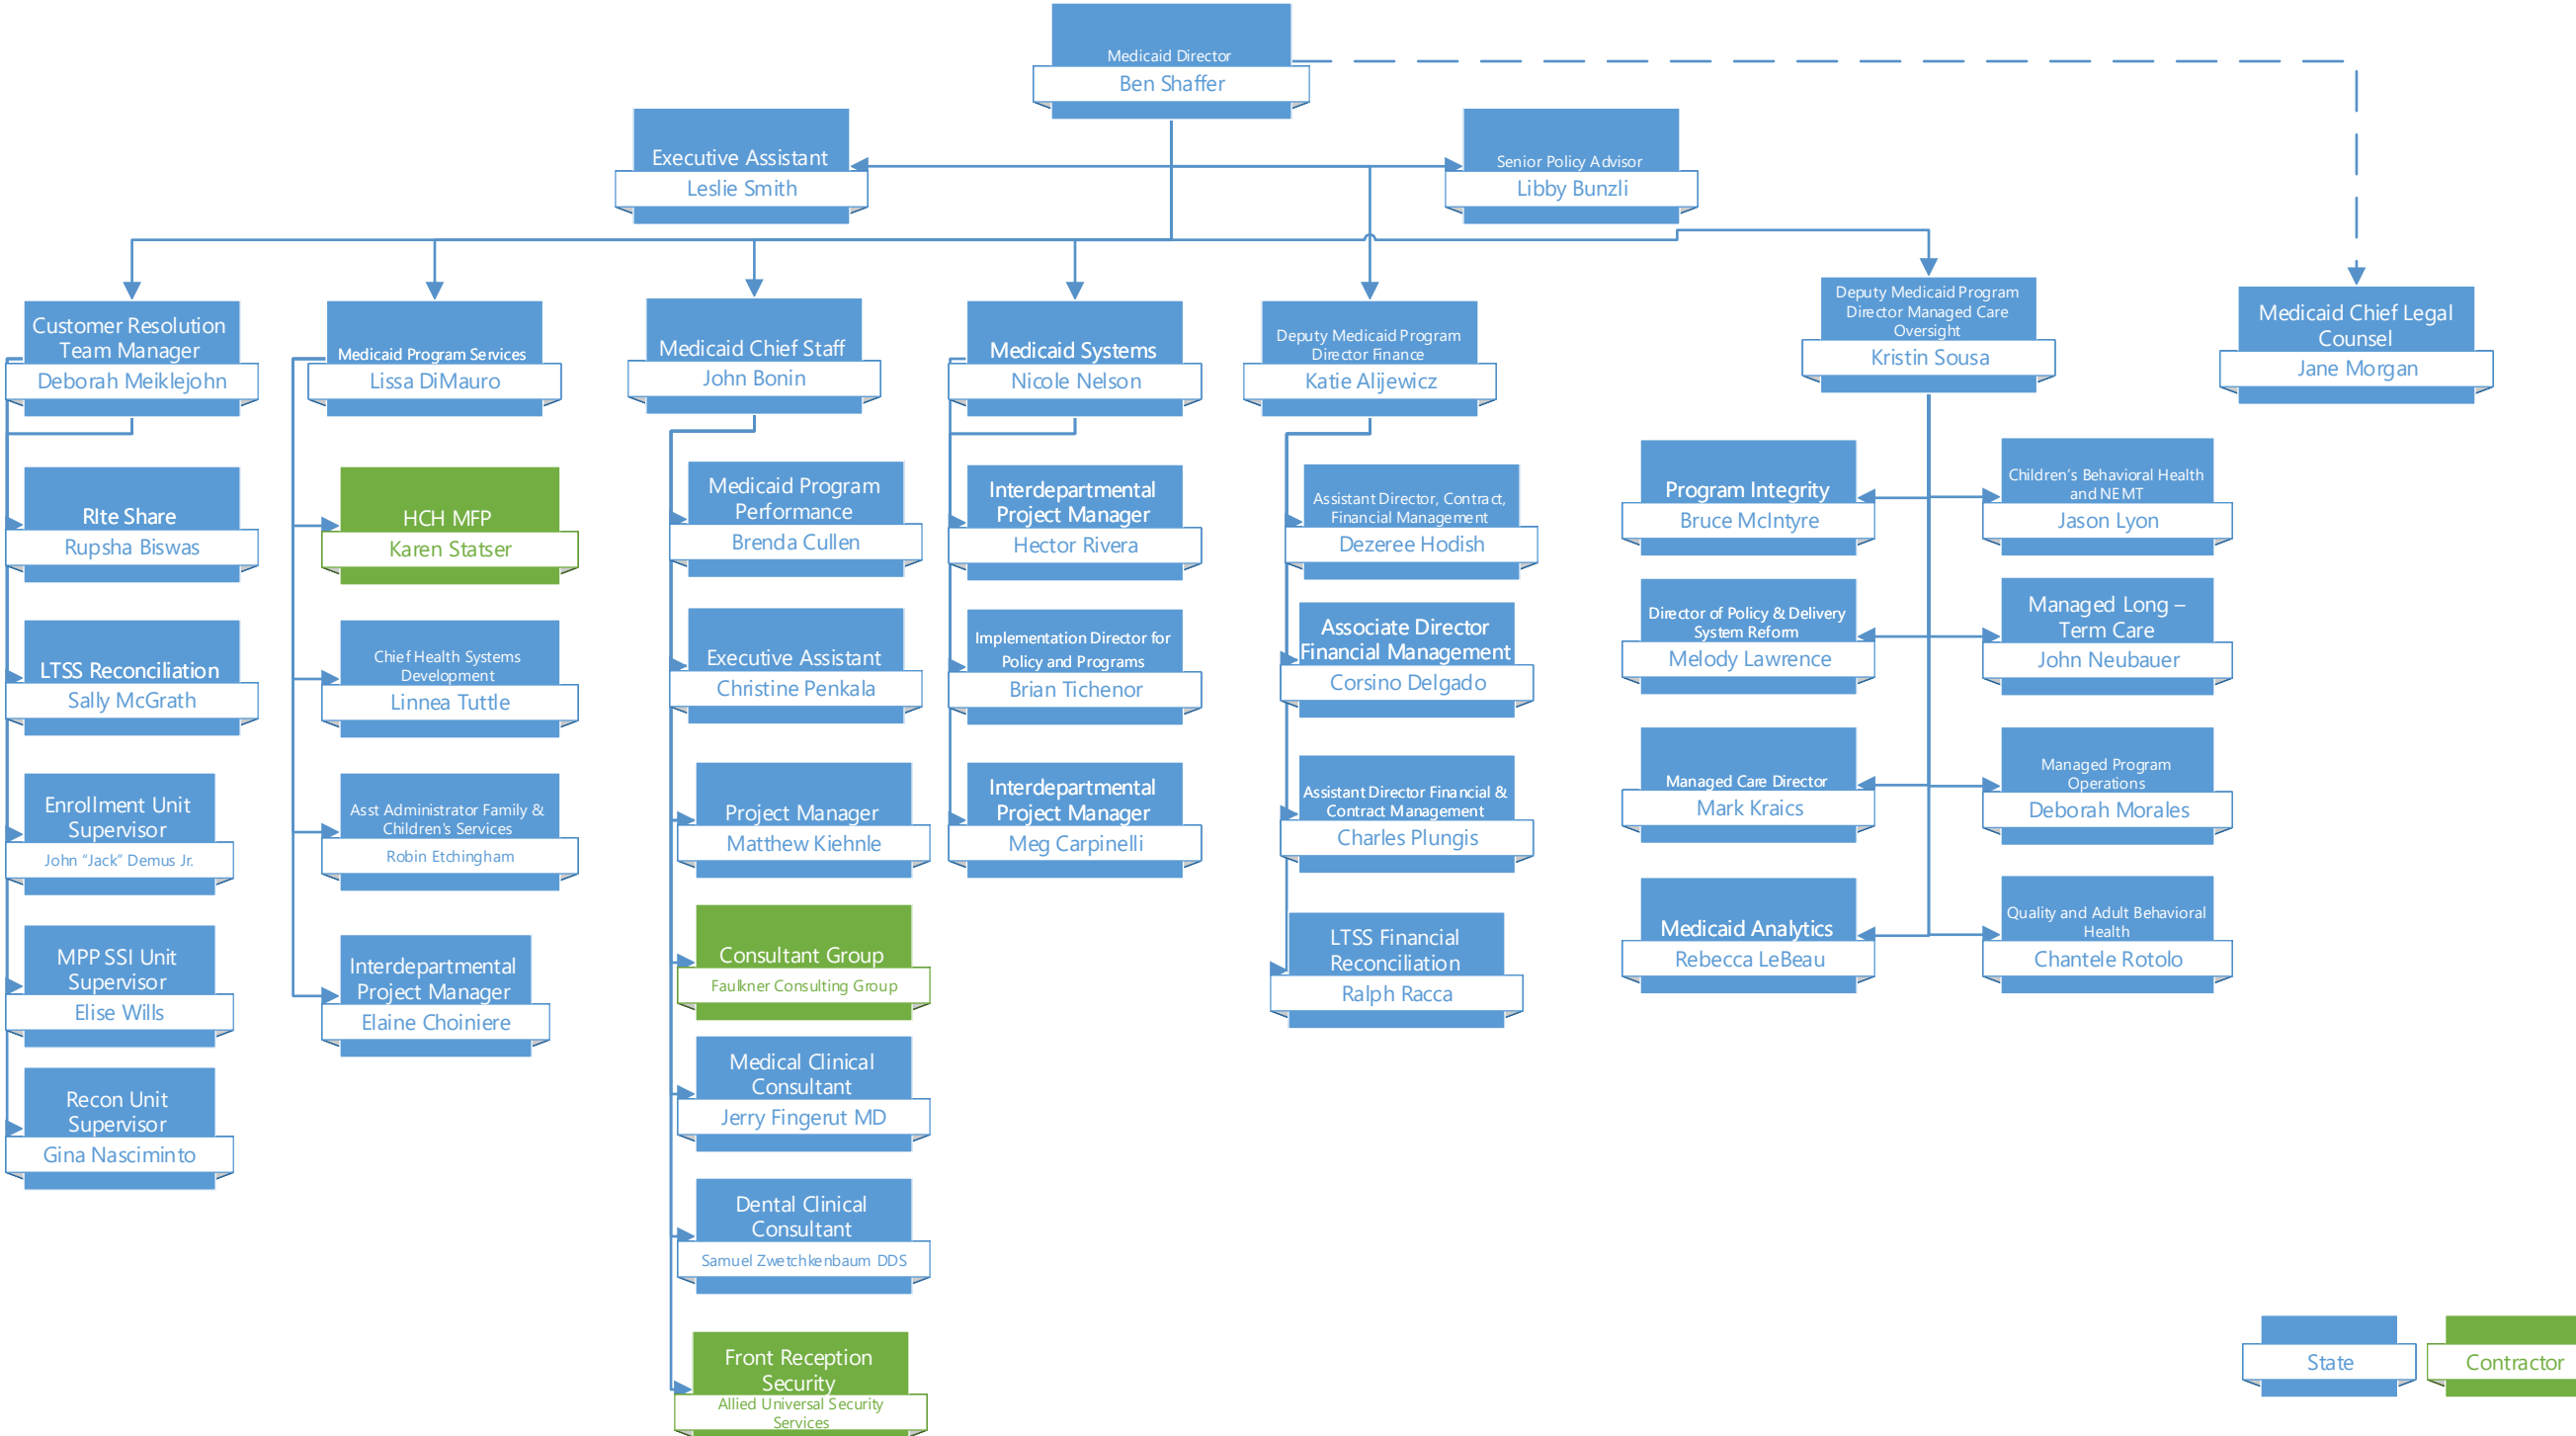 Medicaid Director
Ben Shaffer
Executive Assistant
Leslie Smith
Senior Policy Advisor
Libby Bunzli
Customer Resolution
Team Manager
Deborah Meiklejohn
Medicaid Program Services
Lissa DiMauro
Medicaid Chief Staff
John Bonin
Medicaid Systems
Nicole Nelson
Deputy Medicaid Program
Director Finance
Katie Alijewicz
Deputy Medicaid Program
Director Managed Care
Oversight
Kristin Sousa
Medicaid Chief Legal
Counsel
Jane Morgan
RIte Share
Rupsha Biswas
LTSS Reconciliation
Sally McGrath
Enrollment Unit
Supervisor
John "Jack" Demus Jr.
MPP SSI Unit
Supervisor
Elise Wills
Recon Unit
Supervisor
Gina Nasciminto
HCH MFP
Karen Statser
Chief Health Systems
Development
Linnea Tuttle
Asst Administrator Family &
Children's Services
Robin Etchingham
Interdepartmental
Project Manager
Elaine Choiniere
Medicaid Program
Performance
Brenda Cullen
Executive Assistant
Christine Penkala
Project Manager
Matthew Kiehnle
Consultant Group
Faulkner Consulting Group
Medical Clinical
Consultant
Jerry Fingerut MD
Dental Clinical
Consultant
Samuel Zwetchkenbaum DDS
Front Reception
Security
Allied Universal Security
Services
Interdepartmental
Project Manager
Hector Rivera
Implementation Director for
Policy and Programs
Brian Tichenor
Interdepartmental
Project Manager
Meg Carpinelli
Assistant Director, Contract,
Financial Management
Dezeree Hodish
Associate Director
Financial Management
Corsino Delgado
Assistant Director Financial &
Contract Management
Charles Plungis
LTSS Financial
Reconciliation
Ralph Racca
Program Integrity
Bruce McIntyre
Children's Behavioral Health
and NEMT
Jason Lyon
Director of Policy & Delivery
System Reform
Melody Lawrence
Managed Long –
Term Care
John Neubauer
Managed Care Director
Mark Kraics
Managed Program
Operations
Deborah Morales
Medicaid Analytics
Rebecca LeBeau
Quality and Adult Behavioral
Health
Chantele Rotolo
State
Contractor